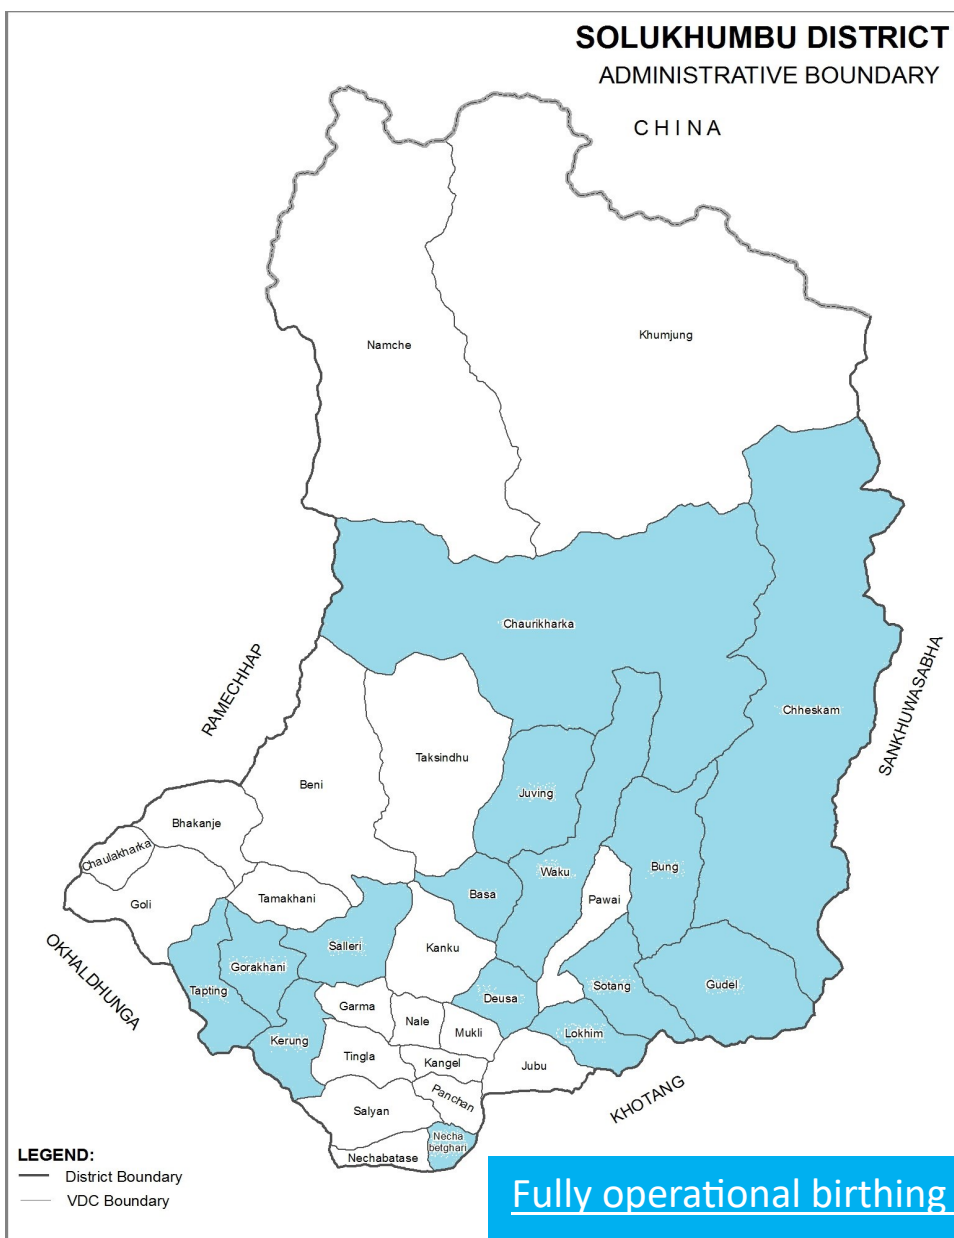 SOLUKHUMBU DISTRICT
ADMINISTRATIVE BOUNDARY
CHINA
Namche
Khumjung
Chaurikharka
RAMECHHAP
SANKHUWASABHA
Chheskam
Taksindhu
Beni
Juving
Bhakanje
Chaulakharka
Bung
Waku
Basa
Pawai
Goli
Tamakhani
Salleri
Kanku
OKHALDHUNGA
Gorakhani
Tapting
Deusa
Sotang
Gudel
Garma
Nale
Mukli
Lokhim
Kerung
Tingla
Kangel
Jubu
KHOTANG
Panchan
Salyan
Necha
betghari
Nechabatase
LEGEND:
District Boundary
VDC Boundary
Fully operational birthing